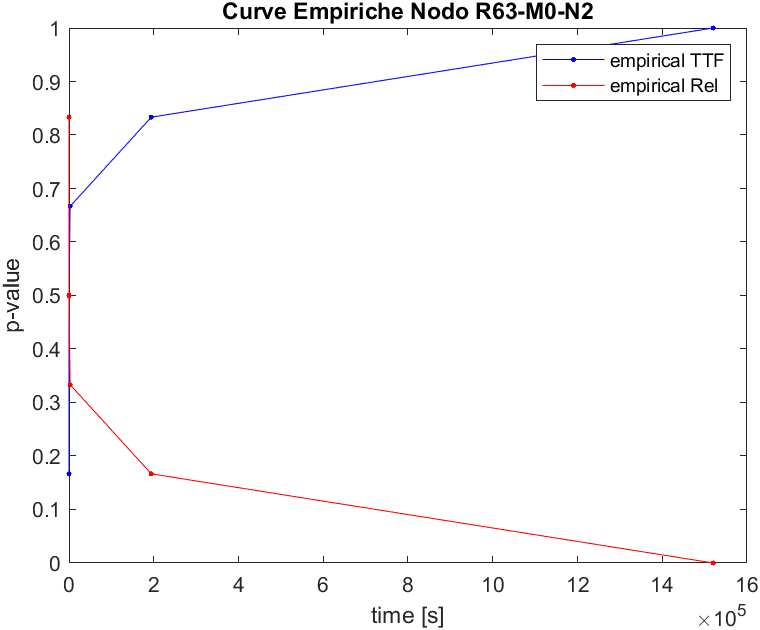 Curve Empiriche Nodo R63-M0-N2
empirical TTF
empirical Rel
p-value
1
0.9
0.8
0.7
0.6
0.5
0.4
0.3
0.2
0.1
0
0 2 4 6 8 10 12 14 16
time [s]
×10^5